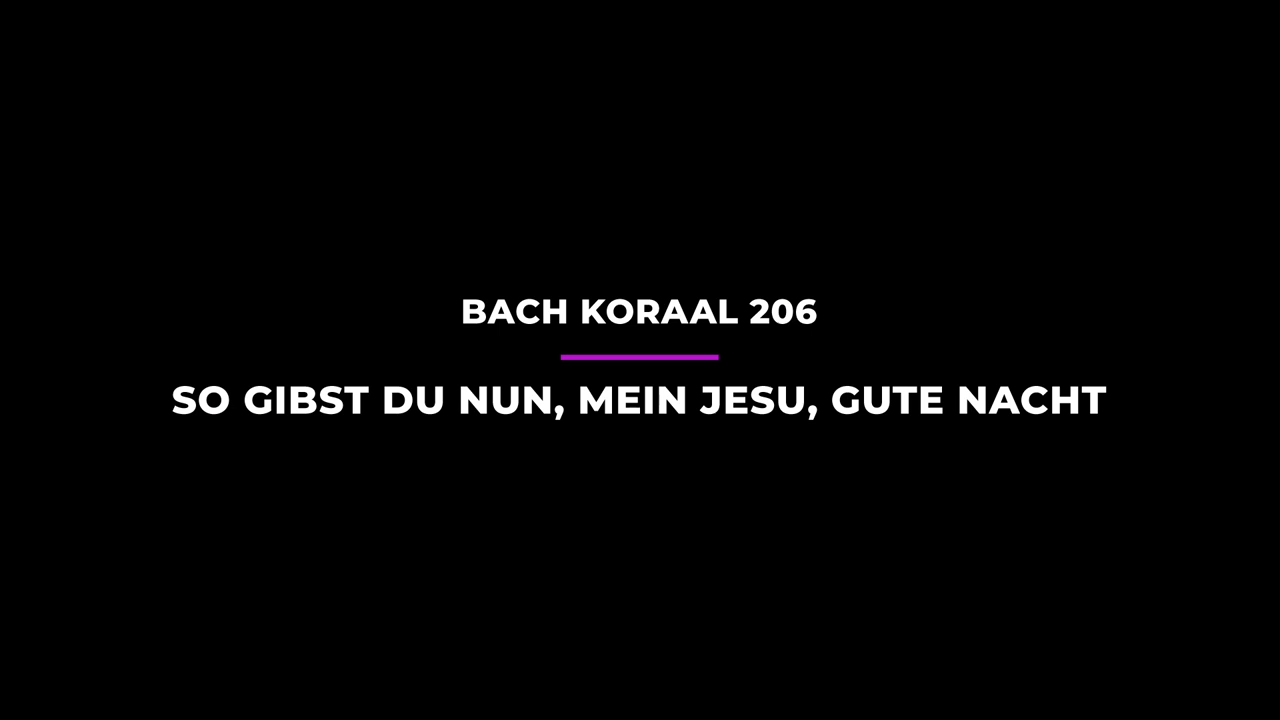 BACH KORAAL 206
SO GIBST DU NUN, MEIN JESU, GUTE NACHT